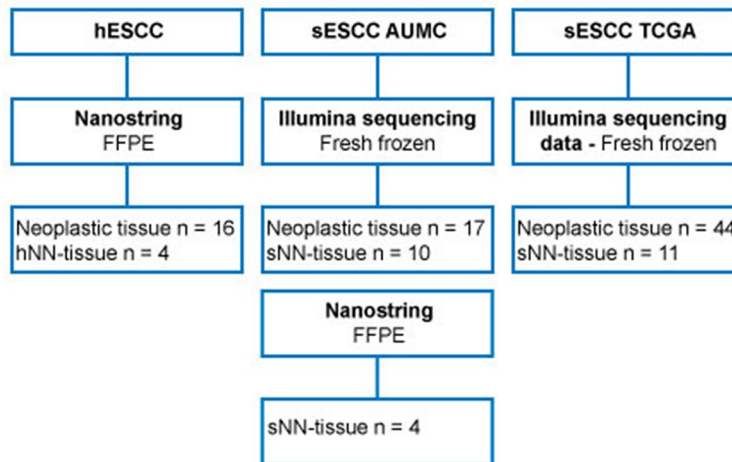 hESCC
sESCC AUMC
sESCC TCGA
Nanostring
FFPE
Illumina sequencing
Fresh frozen
Illumina sequencing
data - Fresh frozen
Neoplastic tissue n = 16
hNN-tissue n = 4
Neoplastic tissue n = 17
sNN-tissue n = 10
Neoplastic tissue n = 44
sNN-tissue n = 11
Nanostring
FFPE
sNN-tissue n = 4